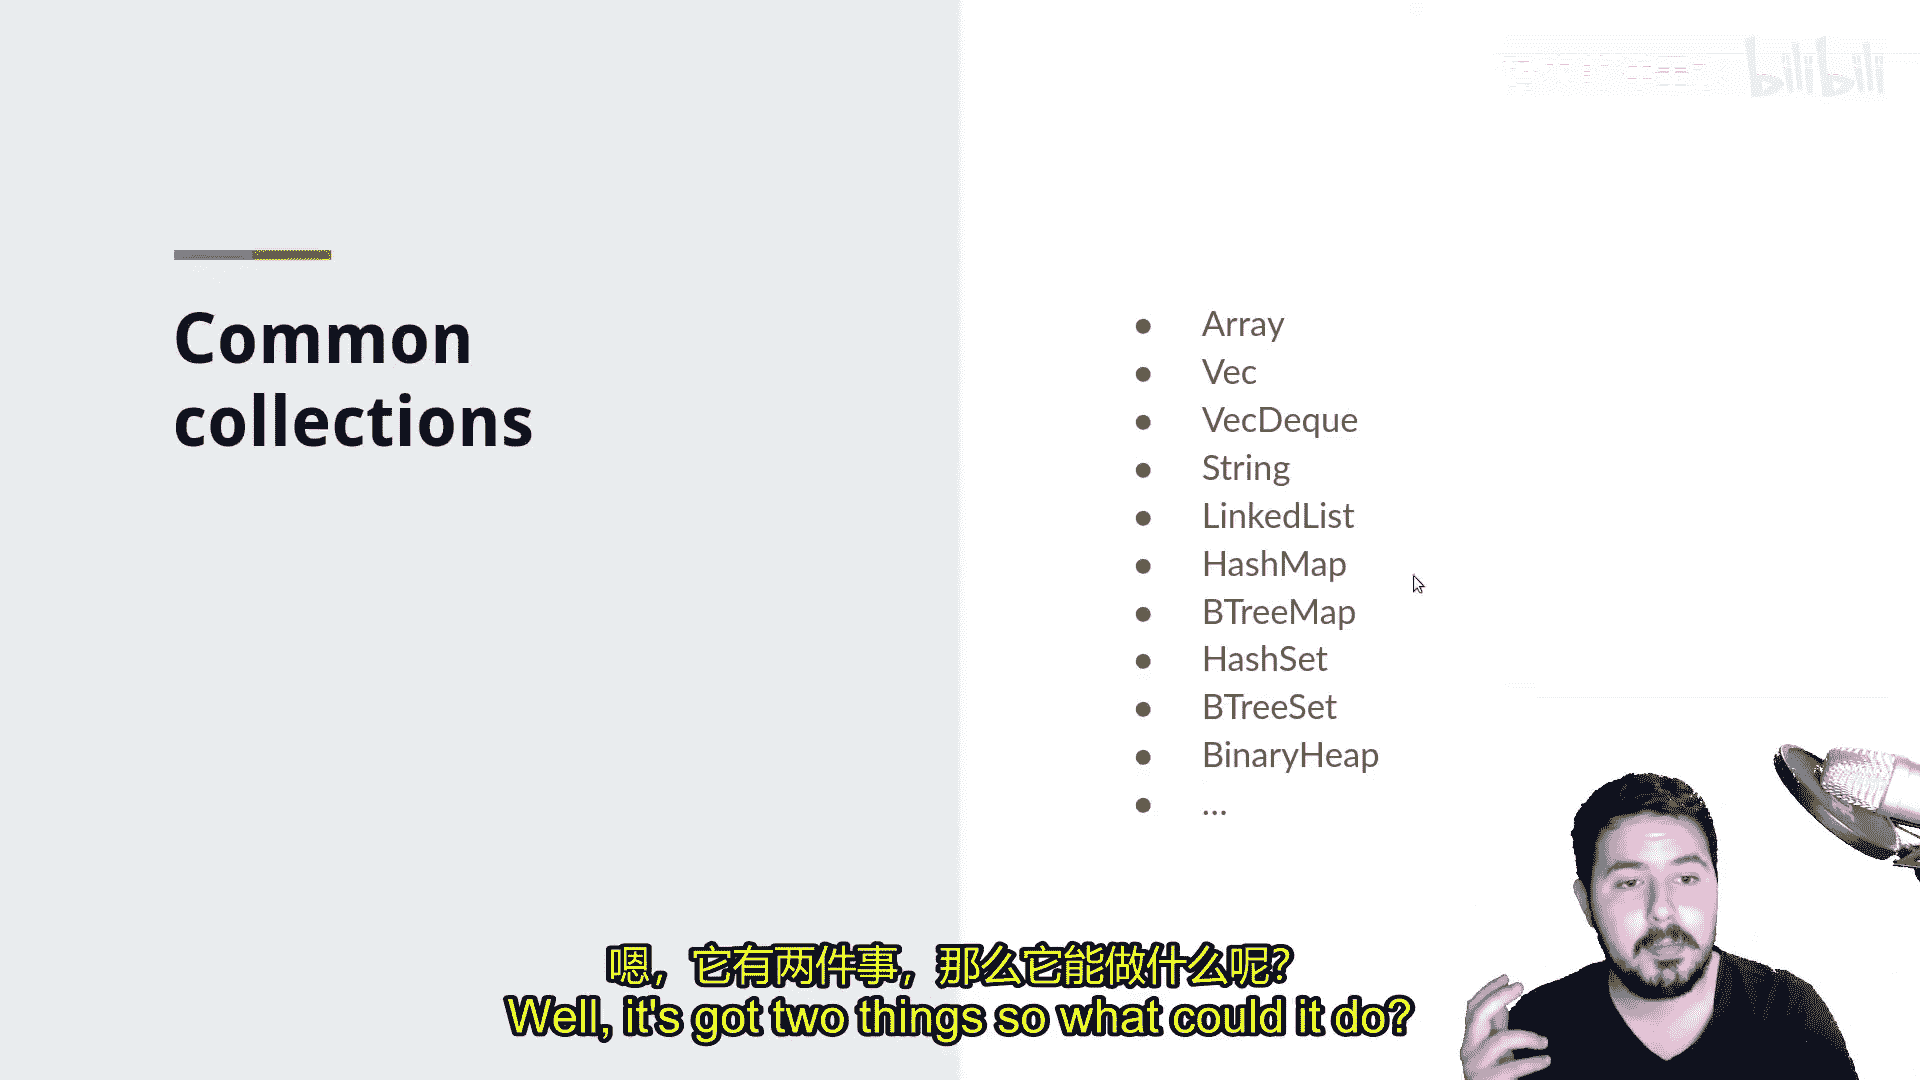 bilibili
Common
collections
● Array
● Vec
● VecDeque
● String
● LinkedList
● HashMap
● BTreeMap
● HashSet
● BTreeSet
● BinaryHeap
● ...
嗯，它有两件事，那么它能做什么呢？
Well, it's got two things so what could it do?